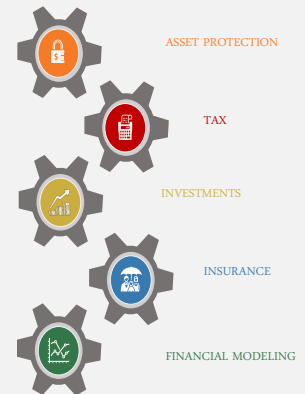 ASSET PROTECTION
TAX
INVESTMENTS
INSURANCE
FINANCIAL MODELING